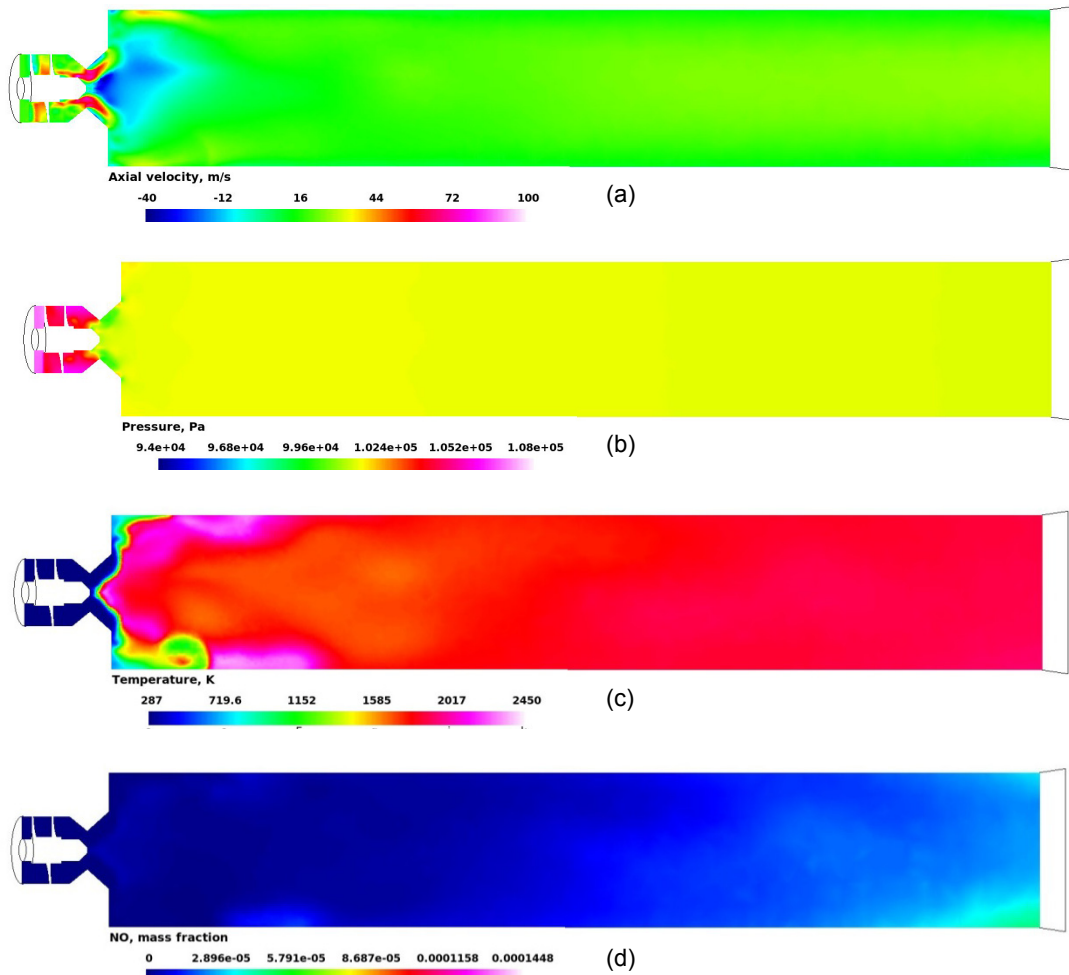 Axial velocity, m/s
-40 -12 16 44 72 100
(a)
Pressure, Pa
9.4e+04 9.68e+04 9.96e+04 1.024e+05 1.052e+05 1.08e+05
(b)
Temperature, K
287 719.6 1152 1585 2017 2450
(c)
NO, mass fraction
0 2.896e-05 5.791e-05 8.687e-05 0.0001158 0.0001448
(d)